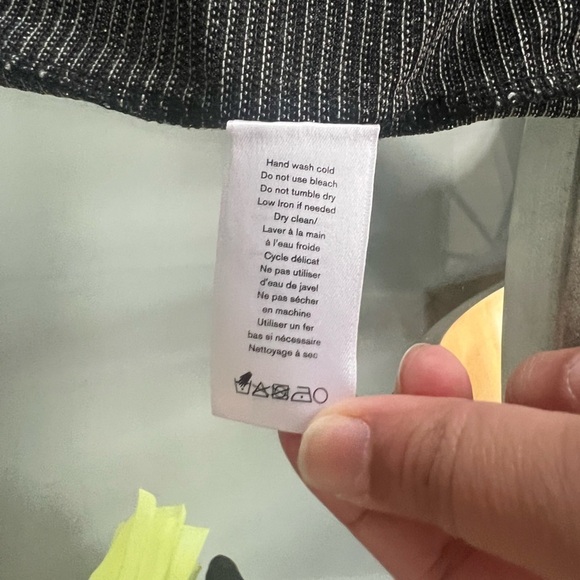 Hand wash cold
Do not use bleach
Do not tumble dry
Low Iron if needed
Dry clean/
Laver à la main
à l'eau froide
Cycle délicat
Ne pas utiliser
d'eau de javel
Ne pas sécher
en machine
Utiliser un fer
bas si nécessaire
Nettoyage à sec